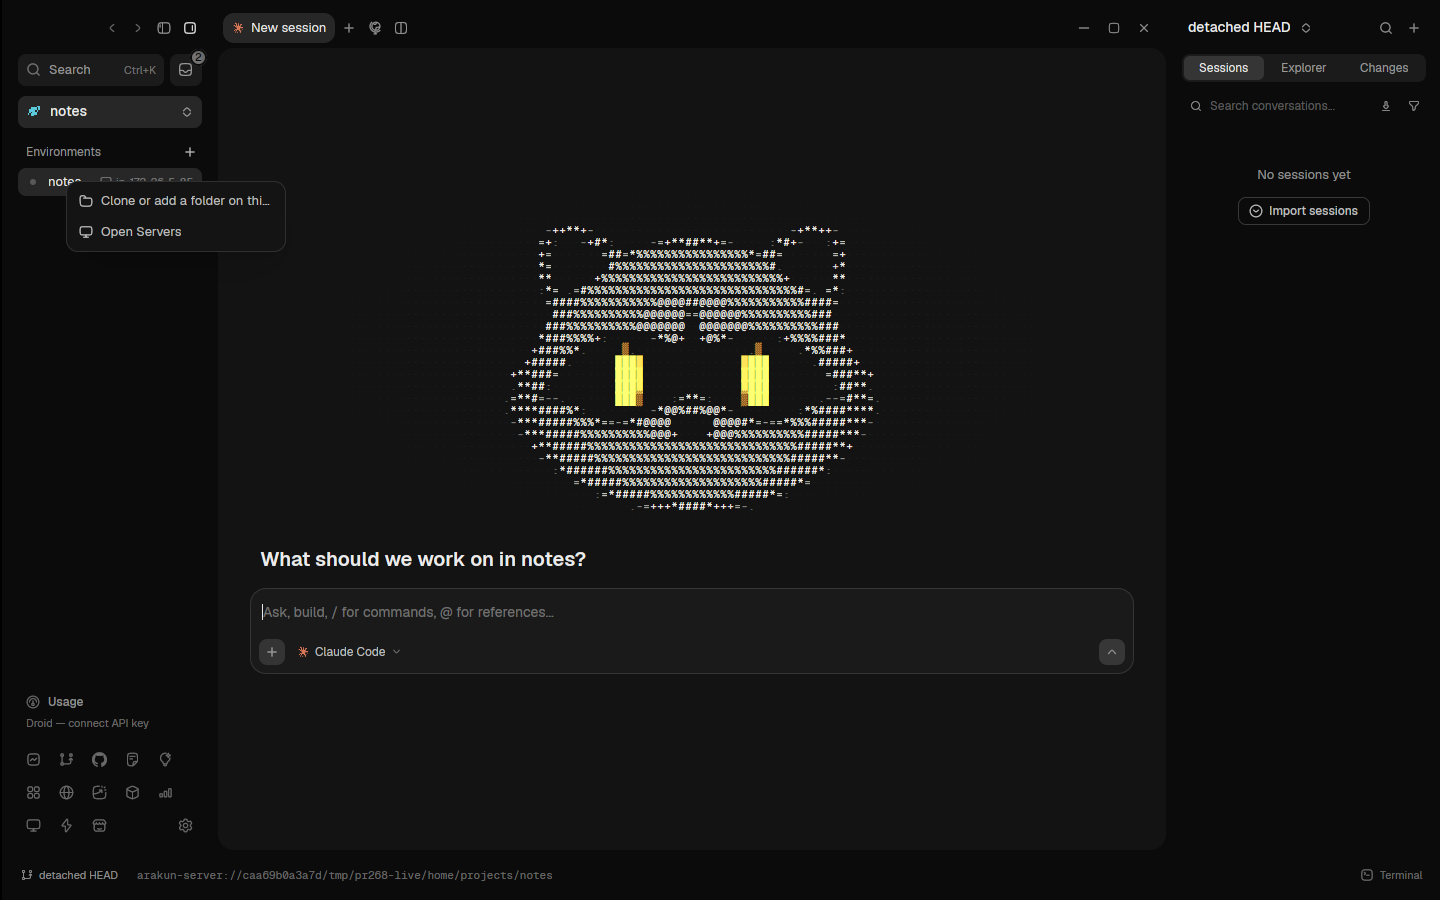 New session
detached HEAD
Search
Ctrl+K
2
Sessions
Explorer
Changes
notes
Search conversations...
Environments
No sessions yet
Clone or add a folder on thi...
Import sessions
Open Servers
What should we work on in notes?
Ask, build, / for commands, @ for references...
Claude Code
Usage
Droid — connect API key
detached HEAD
arakun-server://caa69b0a3a7d/tmp/pr268-live/home/projects/notes
Terminal